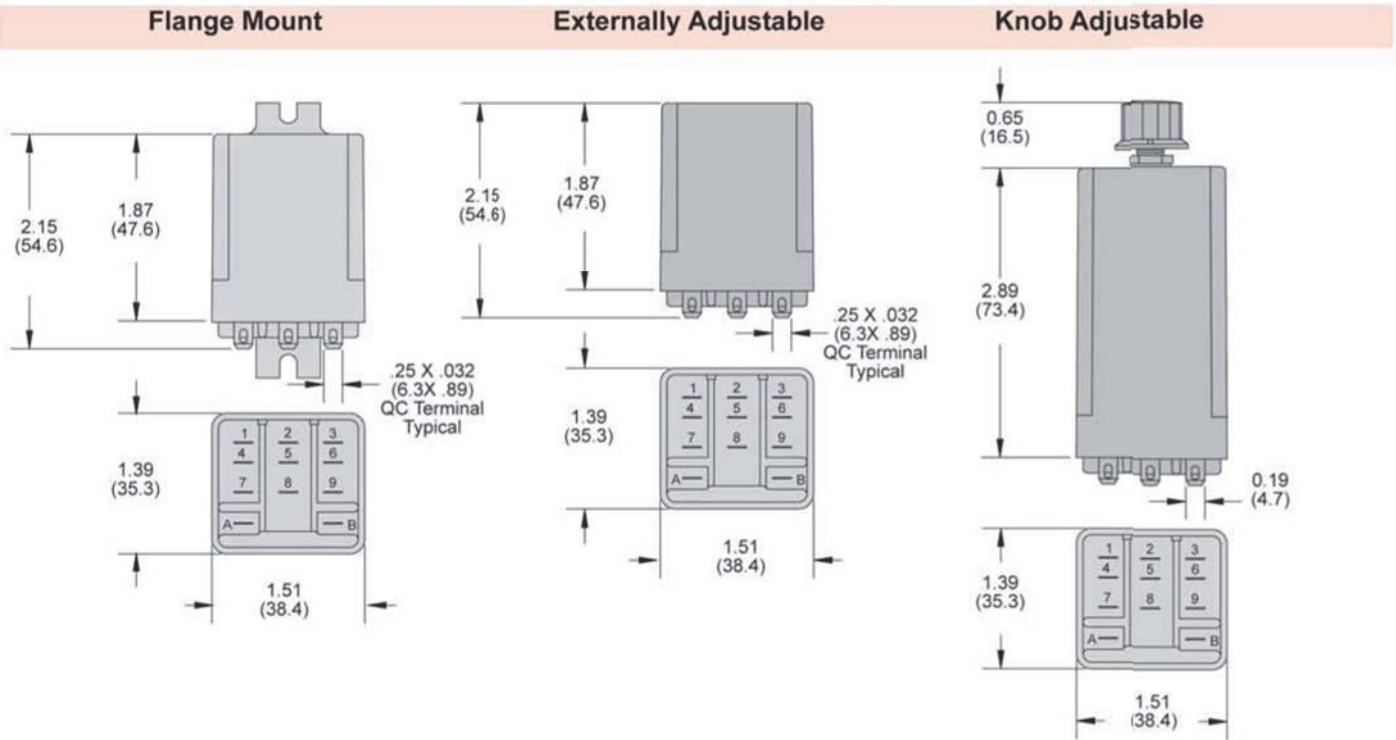 Flange Mount
2.15
(54.6)
1.87
(47.6)
.25 X .032
(6.3X .89)
QC Terminal
Typical
1.39
(35.3)
1 2 3
4 5 6
7 8 9
A B
1.51
(38.4)
Externally Adjustable
2.15
(54.6)
1.87
(47.6)
.25 X .032
(6.3X .89)
QC Terminal
Typical
1.39
(35.3)
1 2 3
4 5 6
7 8 9
A B
1.51
(38.4)
Knob Adjustable
0.65
(16.5)
2.89
(73.4)
0.19
(4.7)
1.39
(35.3)
1 2 3
4 5 6
7 8 9
A B
1.51
(38.4)